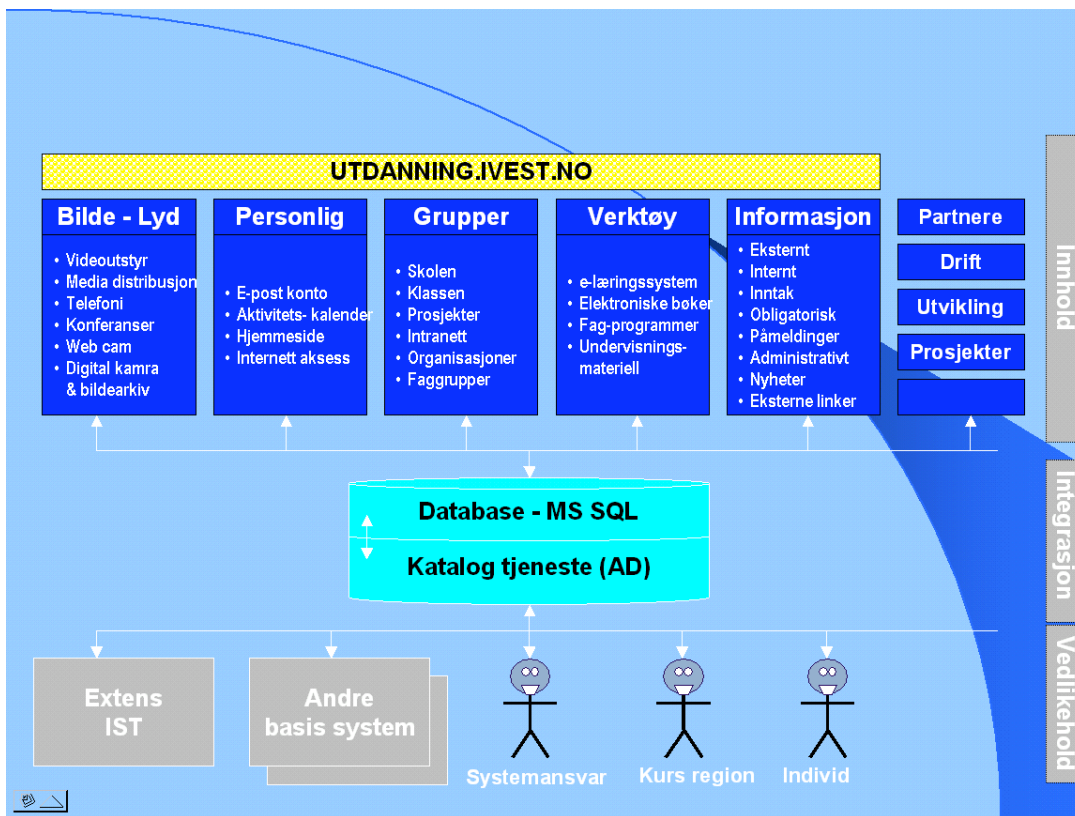 UTDANNING.IVEST.NO
Bilde - Lyd
• Videoutstyr
• Media distribusjon
• Telefoni
• Konferanser
• Web cam
• Digital kamra
& bildearkiv
Personlig
• E-post konto
• Aktivitets- kalender
• Hjemmeside
• Internett aksess
Grupper
• Skolen
• Klassen
• Prosjekter
• Intranett
• Organisasjoner
• Faggrupper
Verktøy
• e-læringssystem
• Elektroniske bøker
• Fag-programmer
• Undervisnings-
materiell
Informasjon
• Eksternt
• Internt
• Inntak
• Obligatorisk
• Påmeldinger
• Administrativt
• Nyheter
• Eksterne linker
Partnere
Drift
Utvikling
Prosjekter
Innhold
Database - MS SQL
Katalog tjeneste (AD)
Integrasjon
Extens
IST
Andre
basis system
Systemansvar
Kurs region
Individ
Vedlikehold